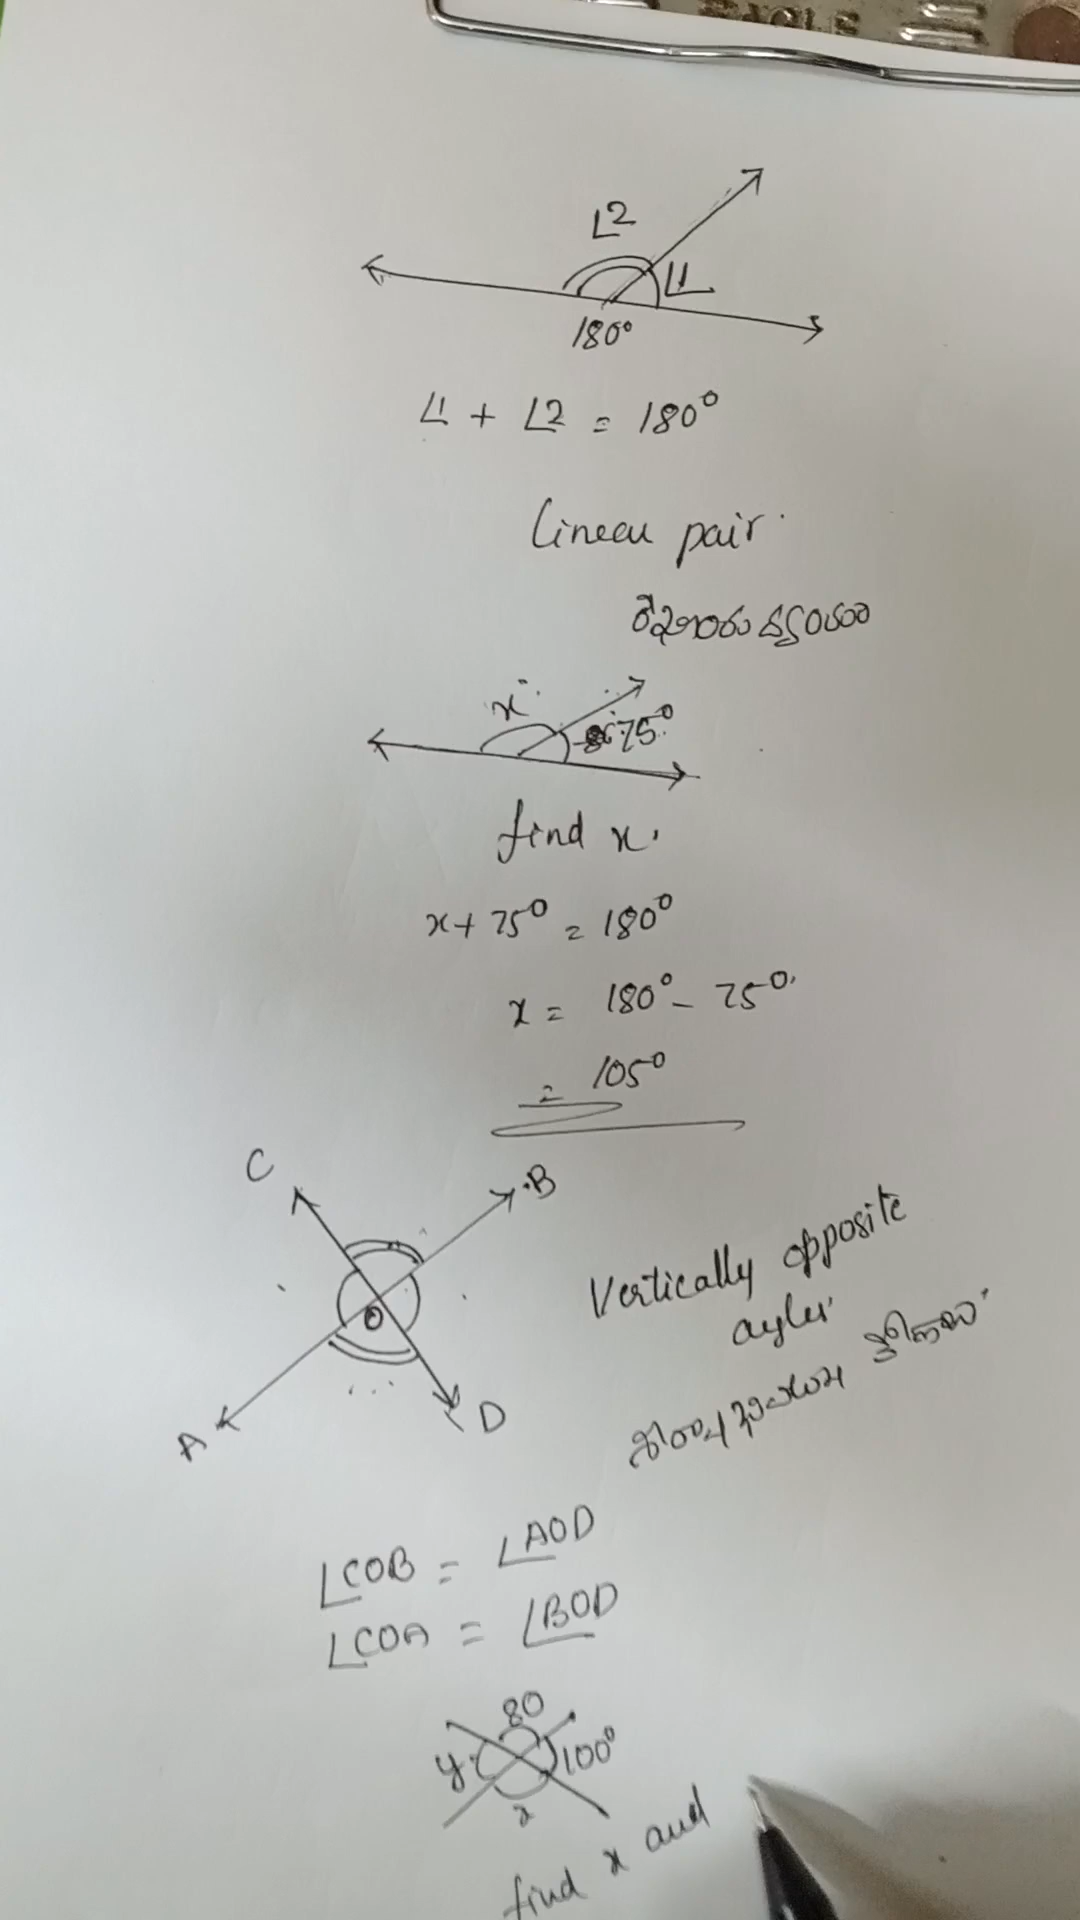 ∠2
∠1
180°
∠1 + ∠2 = 180°
Linear pair.
x°
75°
find x.
x + 75° = 180°
x = 180° - 75°
= 105°
C
B
O
A
D
Vertically opposite
angles
∠COB = ∠AOD
∠COA = ∠BOD
80
y
100°
x
find x and